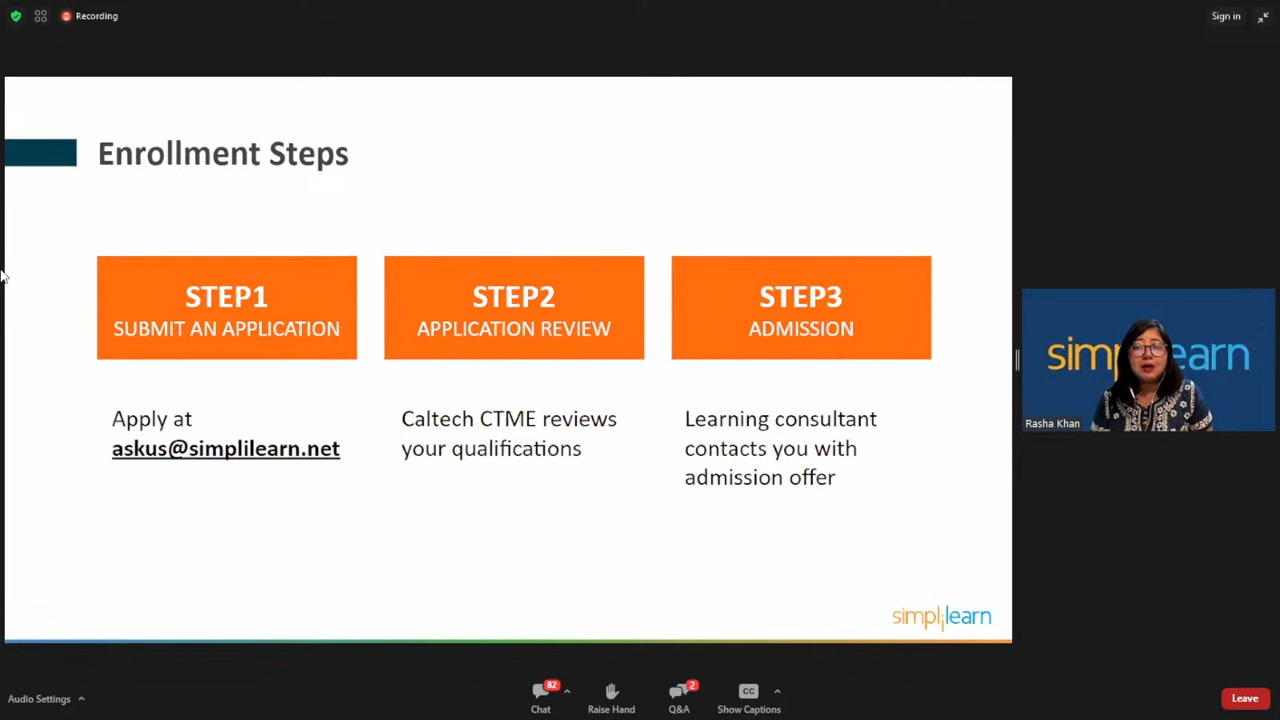 Recording
Sign in
Enrollment Steps
STEP1
SUBMIT AN APPLICATION
STEP2
APPLICATION REVIEW
STEP3
ADMISSION
Apply at
askus@simplilearn.net
Caltech CTME reviews
your qualifications
Learning consultant
contacts you with
admission offer
simplilearn
Rasha Khan
Audio Settings
82
Chat
Raise Hand
2
Q&A
CC
Show Captions
Leave